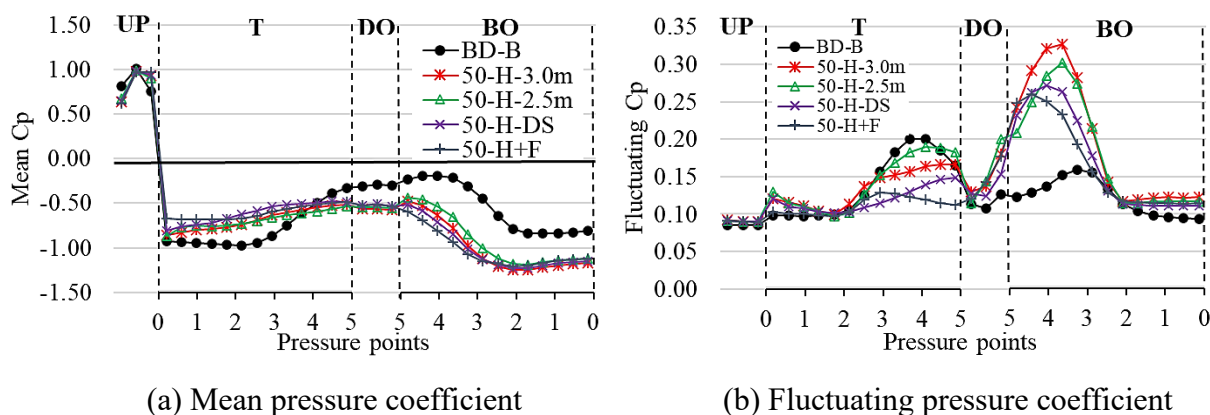 UP T DO BO
1.50
1.00
0.50
0.00
-0.50
-1.00
-1.50
Mean Cp
BD-B
50-H-3.0m
50-H-2.5m
50-H-DS
50-H+F
0 1 2 3 4 5 5 4 3 2 1 0
Pressure points
(a) Mean pressure coefficient
UP T DO BO
0.35
0.30
0.25
0.20
0.15
0.10
0.05
0.00
Fluctuating Cp
BD-B
50-H-3.0m
50-H-2.5m
50-H-DS
50-H+F
0 1 2 3 4 5 5 4 3 2 1 0
Pressure points
(b) Fluctuating pressure coefficient